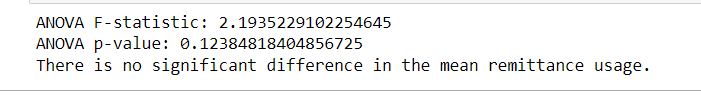 ANOVA F-statistic: 2.1935229102254645
ANOVA p-value: 0.12384818404856725
There is no significant difference in the mean remittance usage.